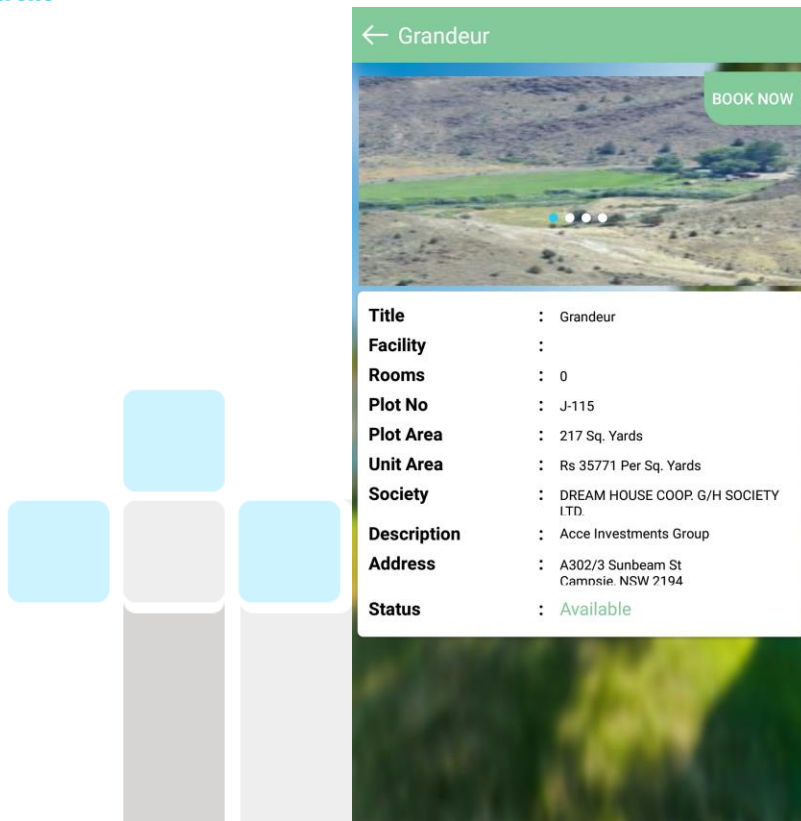 Grandeur
BOOK NOW
Title : Grandeur
Facility :
Rooms : 0
Plot No : J-115
Plot Area : 217 Sq. Yards
Unit Area : Rs 35771 Per Sq. Yards
Society : DREAM HOUSE COOP. G/H SOCIETY
LTD.
Description : Acce Investments Group
Address : A302/3 Sunbeam St
Campsie, NSW 2194
Status : Available